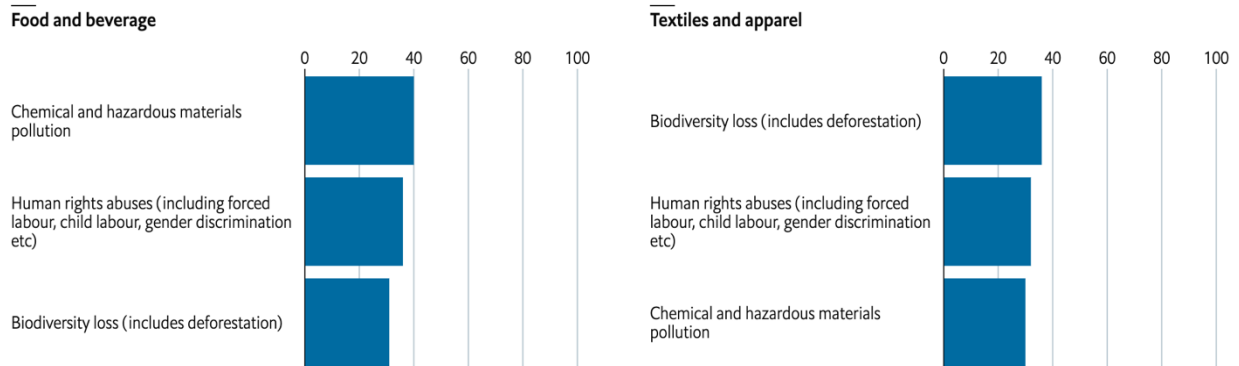 Food and beverage
0 20 40 60 80 100
Chemical and hazardous materials
pollution
Human rights abuses (including forced
labour, child labour, gender discrimination
etc)
Biodiversity loss (includes deforestation)
Textiles and apparel
0 20 40 60 80 100
Biodiversity loss (includes deforestation)
Human rights abuses (including forced
labour, child labour, gender discrimination
etc)
Chemical and hazardous materials
pollution